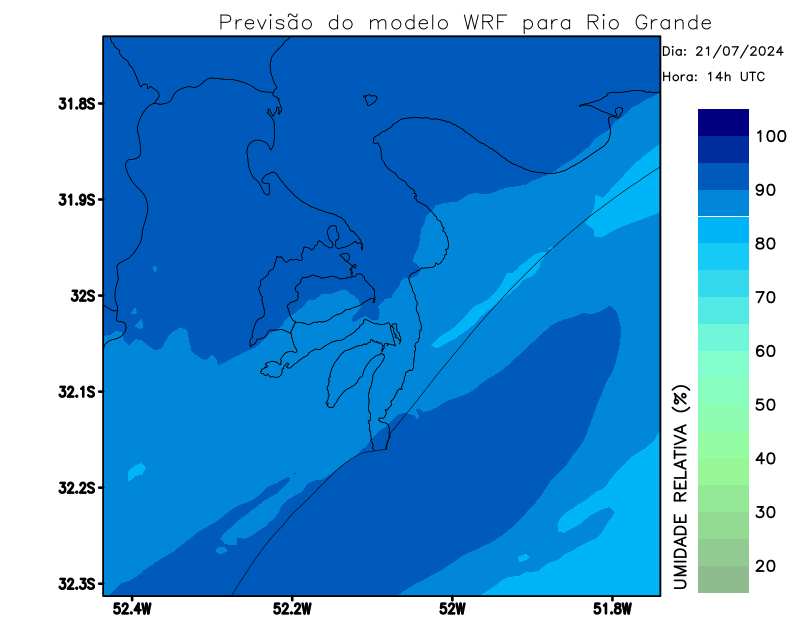 Previsão do modelo WRF para Rio Grande
Dia: 21/07/2024
Hora: 14h UTC
31.8S
31.9S
32S
32.1S
32.2S
32.3S
52.4W
52.2W
52W
51.8W
100
90
80
70
60
50
40
30
20
UMIDADE RELATIVA (%)